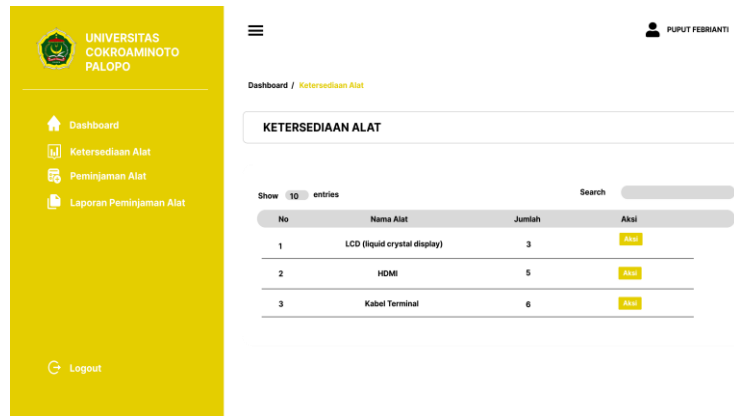 UNIVERSITAS
COKROAMINOTO
PALOPO
Dashboard
Ketersediaan Alat
Peminjaman Alat
Laporan Peminjaman Alat
Logout
PUPUT FEBRIANTI
Dashboard / Ketersediaan Alat
KETERSEDIAAN ALAT
Show 10 entries Search
No Nama Alat Jumlah Aksi
1 LCD (liquid crystal display) 3 Aksi
2 HDMI 5 Aksi
3 Kabel Terminal 6 Aksi